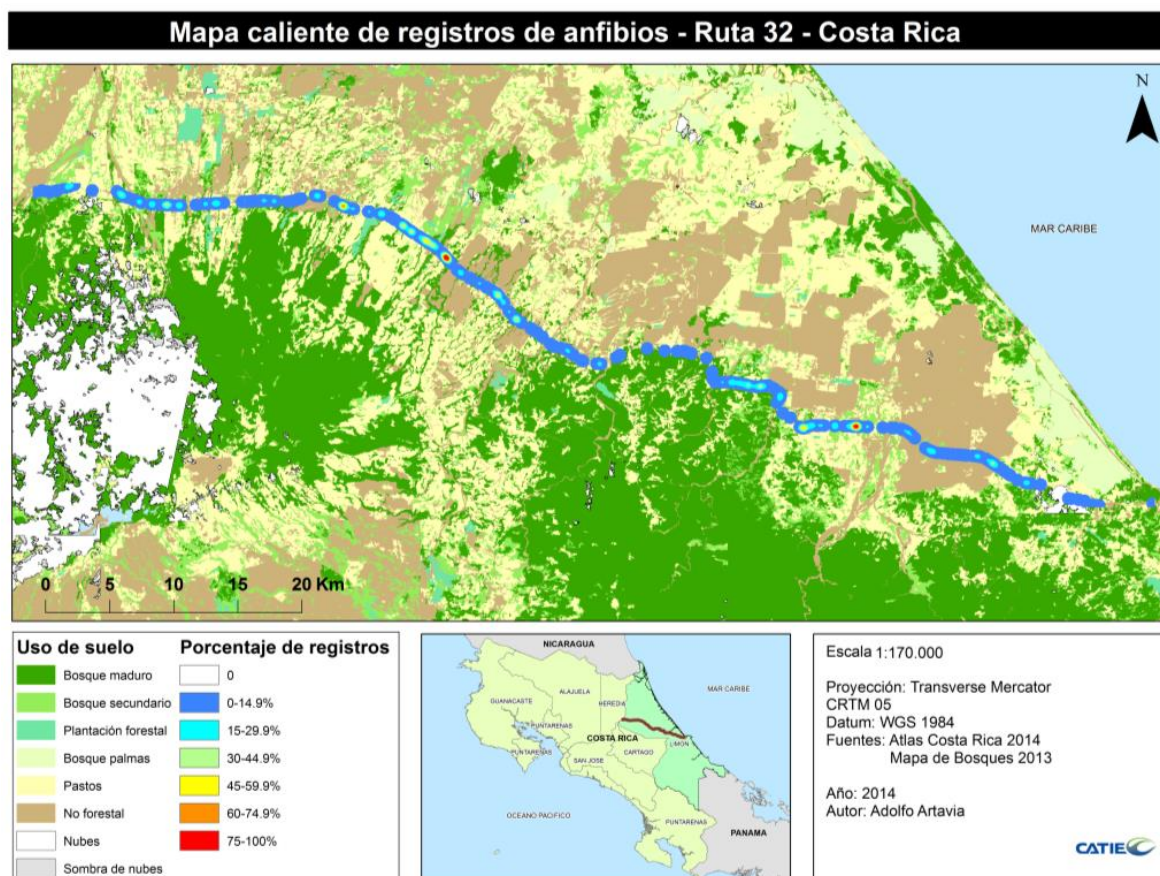 Mapa caliente de registros de anfibios - Ruta 32 - Costa Rica
N
MAR CARIBE
0 5 10 15 20 Km
Uso de suelo
Bosque maduro
Bosque secundario
Plantación forestal
Bosque palmas
Pastos
No forestal
Nubes
Sombra de nubes
Porcentaje de registros
0
0-14.9%
15-29.9%
30-44.9%
45-59.9%
60-74.9%
75-100%
NICARAGUA
MAR CARIBE
GUANACASTE
ALAJUELA
HEREDIA
PUNTARENAS
COSTA RICA
LIMON
PUNTARENAS
CARTAGO
SAN JOSE
OCEANO PACIFICO
PUNTARENAS
PANAMA
Escala 1:170.000
Proyección: Transverse Mercator
CRTM 05
Datum: WGS 1984
Fuentes: Atlas Costa Rica 2014
Mapa de Bosques 2013
Año: 2014
Autor: Adolfo Artavia
CATIE